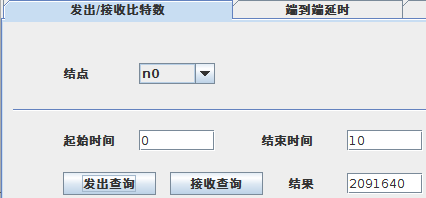 发出/接收比特数 端到端延时
结点 n0
起始时间 0 结束时间 10
发出查询 接收查询 结果 2091640